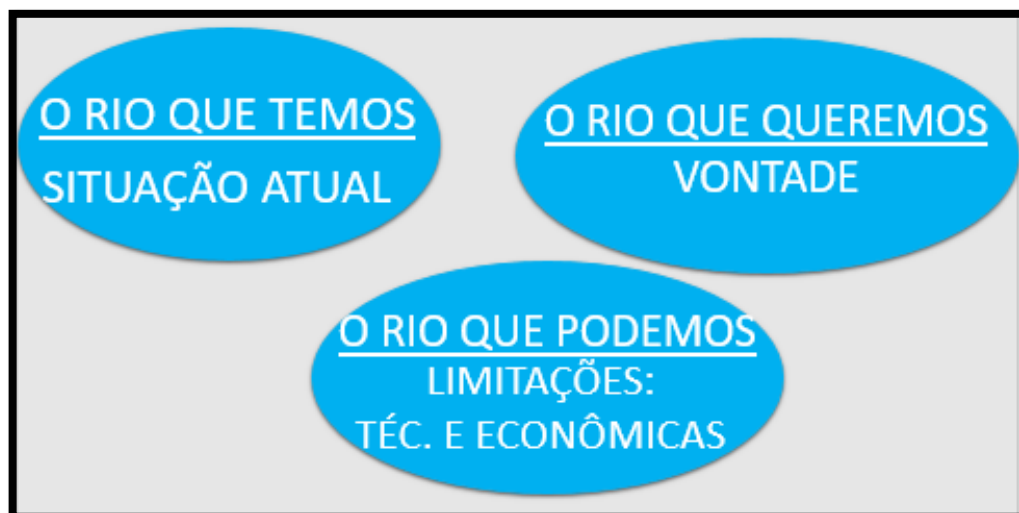 O RIO QUE TEMOS
SITUAÇÃO ATUAL
O RIO QUE QUEREMOS
VONTADE
O RIO QUE PODEMOS
LIMITAÇÕES:
TÉC. E ECONÔMICAS